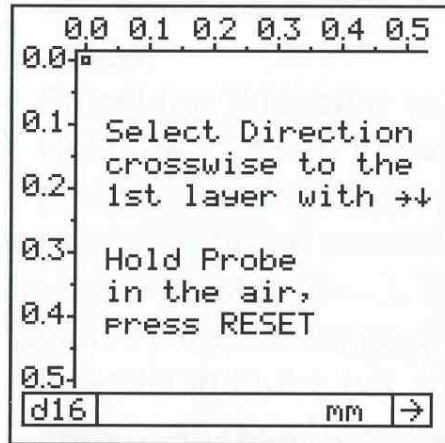 0.0 0.1 0.2 0.3 0.4 0.5
0.0
0.1
Select Direction
crosswise to the
0.2
1st layer with →↓
0.3
Hold Probe
in the air,
0.4
press RESET
0.5
d16 mm →